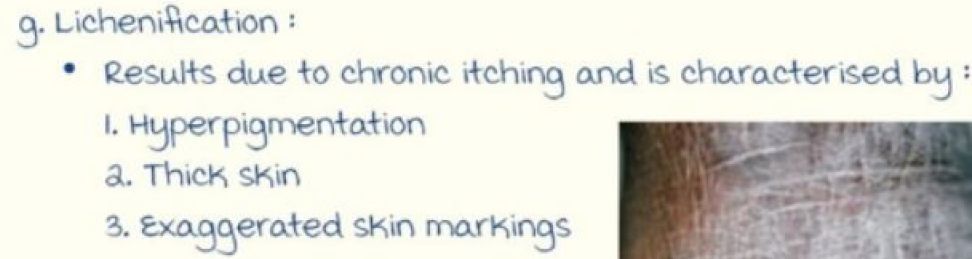 g. Lichenification :
• Results due to chronic itching and is characterised by :
1. Hyperpigmentation
2. Thick skin
3. Exaggerated skin markings